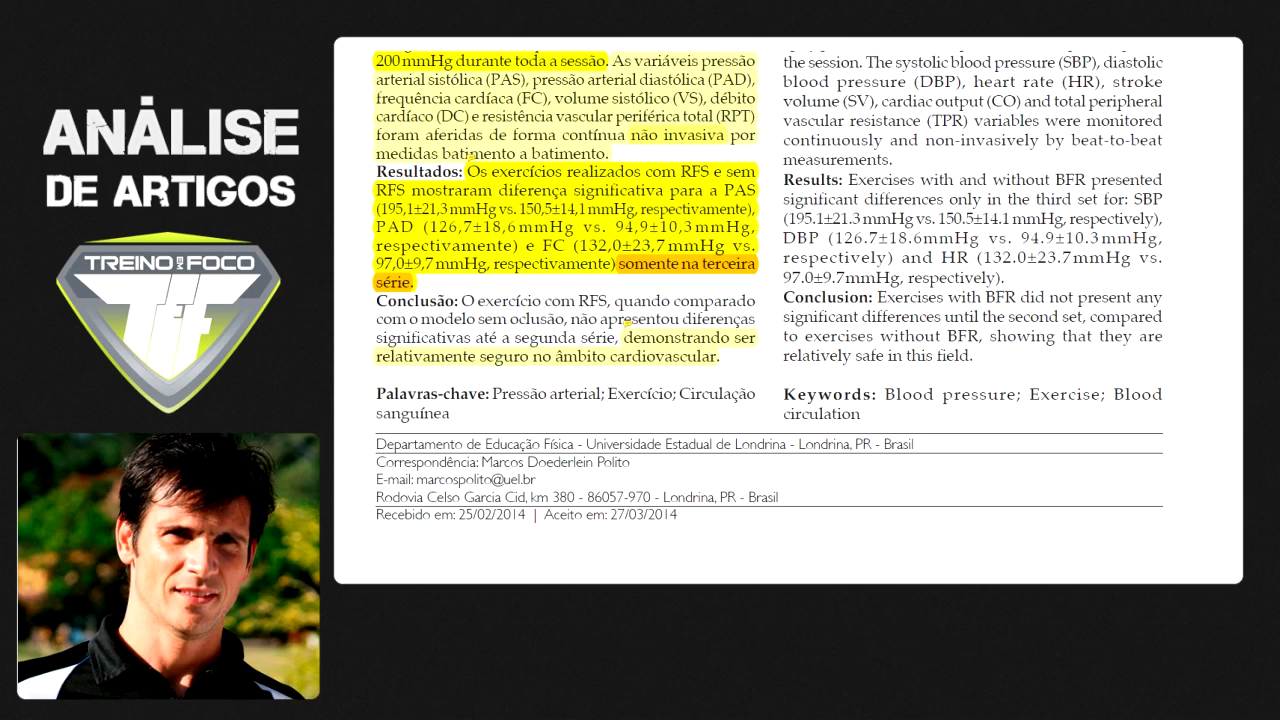 ANÁLISE
DE ARTIGOS
TREINO EM FOCO
TEF
200 mmHg durante toda a sessão. As variáveis pressão
arterial sistólica (PAS), pressão arterial diastólica (PAD),
frequência cardíaca (FC), volume sistólico (VS), débito
cardíaco (DC) e resistência vascular periférica total (RPT)
foram aferidas de forma contínua não invasiva por
medidas batimento a batimento.
Resultados: Os exercícios realizados com RFS e sem
RFS mostraram diferença significativa para a PAS
(195,1±21,3 mmHg vs. 150,5±14,1 mmHg, respectivamente),
PAD (126,7±18,6 mmHg vs. 94,9±10,3 mmHg,
respectivamente) e FC (132,0±23,7 mmHg vs.
97,0±9,7 mmHg, respectivamente) somente na terceira
série.
Conclusão: O exercício com RFS, quando comparado
com o modelo sem oclusão, não apresentou diferenças
significativas até a segunda série, demonstrando ser
relativamente seguro no âmbito cardiovascular.
Palavras-chave: Pressão arterial; Exercício; Circulação
sanguínea
the session. The systolic blood pressure (SBP), diastolic
blood pressure (DBP), heart rate (HR), stroke
volume (SV), cardiac output (CO) and total peripheral
vascular resistance (TPR) variables were monitored
continuously and non-invasively by beat-to-beat
measurements.
Results: Exercises with and without BFR presented
significant differences only in the third set for: SBP
(195.1±21.3 mmHg vs. 150.5±14.1 mmHg, respectively),
DBP (126.7±18.6mmHg vs. 94.9±10.3mmHg,
respectively) and HR (132.0±23.7mmHg vs.
97.0±9.7mmHg, respectively).
Conclusion: Exercises with BFR did not present any
significant differences until the second set, compared
to exercises without BFR, showing that they are
relatively safe in this field.
Keywords: Blood pressure; Exercise; Blood
circulation
Departamento de Educação Física - Universidade Estadual de Londrina - Londrina, PR - Brasil
Correspondência: Marcos Doederlein Polito
E-mail: marcospolito@uel.br
Rodovia Celso Garcia Cid, km 380 - 86057-970 - Londrina, PR - Brasil
Recebido em: 25/02/2014 | Aceito em: 27/03/2014